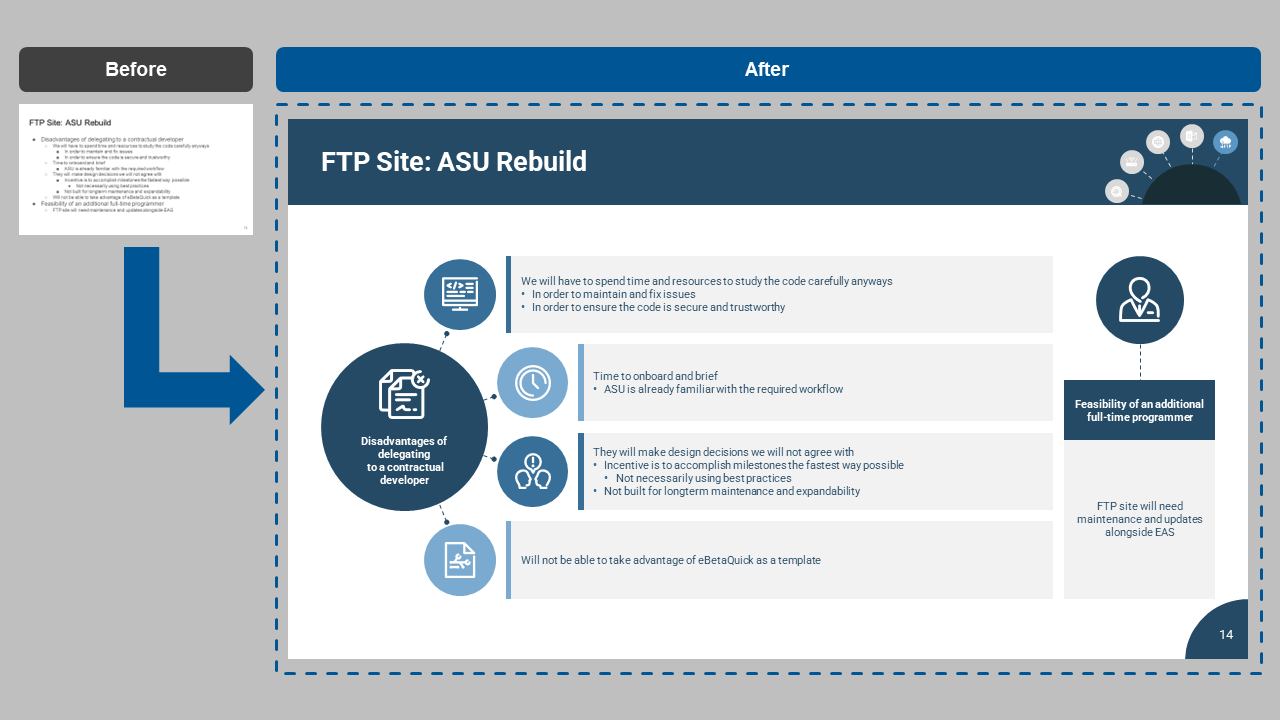 Before
After
FTP Site: ASU Rebuild
● Disadvantages of delegating to a contractual developer
○ We will have to spend time and resources to study the code carefully anyways
■ In order to maintain and fix issues
■ In order to ensure the code is secure and trustworthy
○ Time to onboard and brief
■ ASU is already familiar with the required workflow
○ They will make design decisions we will not agree with
■ Incentive is to accomplish milestones the fastest way possible
● Not necessarily using best practices
■ Not built for longterm maintenance and expandability
○ Will not be able to take advantage of eBetaQuick as a template
● Feasibility of an additional full-time programmer
○ FTP site will need maintenance and updates alongside EAS
FTP Site: ASU Rebuild
We will have to spend time and resources to study the code carefully anyways
• In order to maintain and fix issues
• In order to ensure the code is secure and trustworthy
Time to onboard and brief
• ASU is already familiar with the required workflow
Disadvantages of
delegating
to a contractual
developer
They will make design decisions we will not agree with
• Incentive is to accomplish milestones the fastest way possible
• Not necessarily using best practices
• Not built for longterm maintenance and expandability
Will not be able to take advantage of eBetaQuick as a template
Feasibility of an additional
full-time programmer
FTP site will need
maintenance and updates
alongside EAS
14